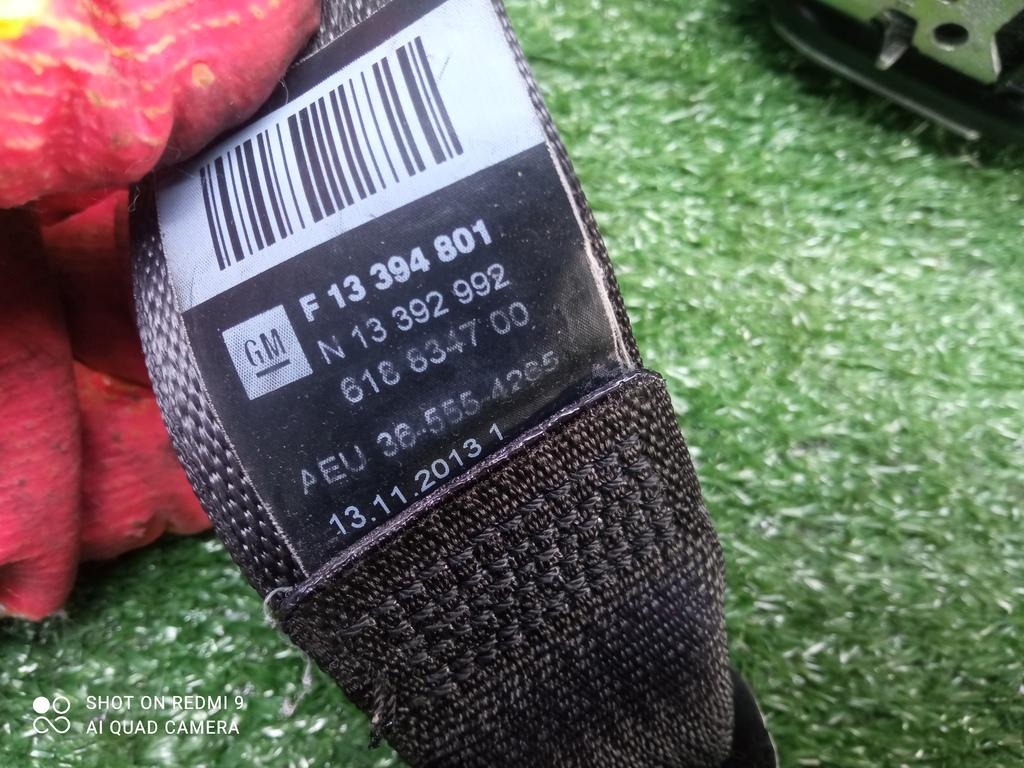 F 13 394 801
GM
N 13 392 992
618 8347 00
AEU 36-555-4285
13.11.2013 1
SHOT ON REDMI 9
AI QUAD CAMERA